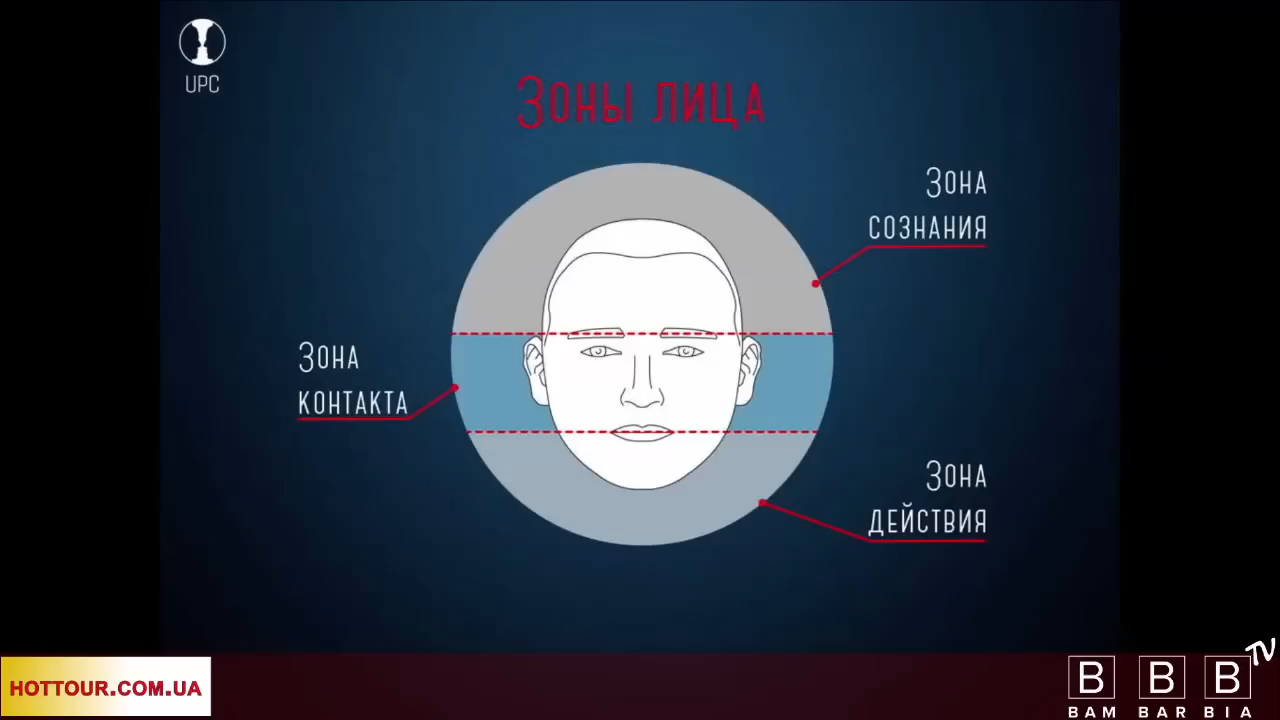 UPC
Зоны лица
Зона
сознания
Зона
контакта
Зона
действия
HOTTOUR.COM.UA
B B B TV
BAM BAR BIA